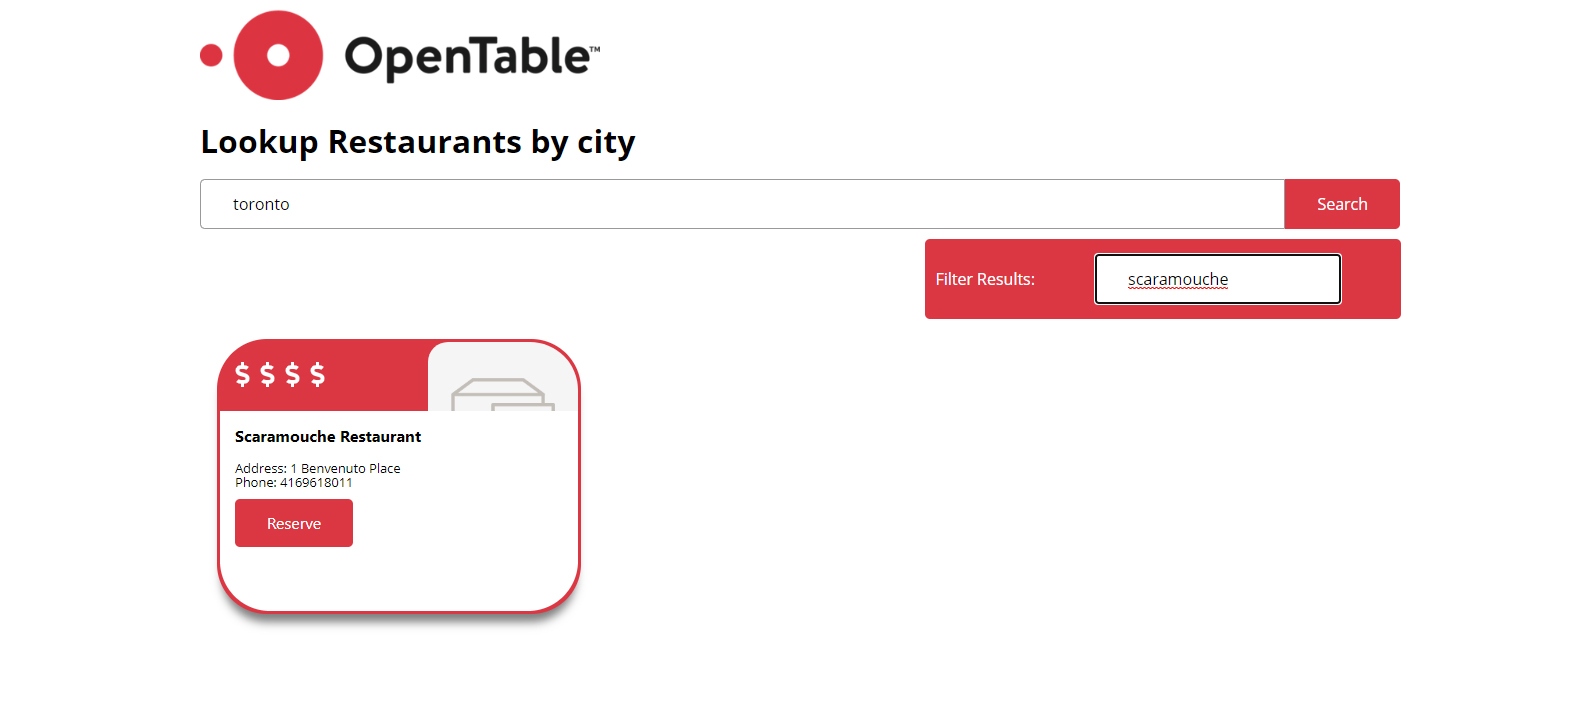 OpenTable™
Lookup Restaurants by city
toronto
Search
Filter Results:
scaramouche
$ $ $ $
Scaramouche Restaurant
Address: 1 Benvenuto Place
Phone: 4169618011
Reserve